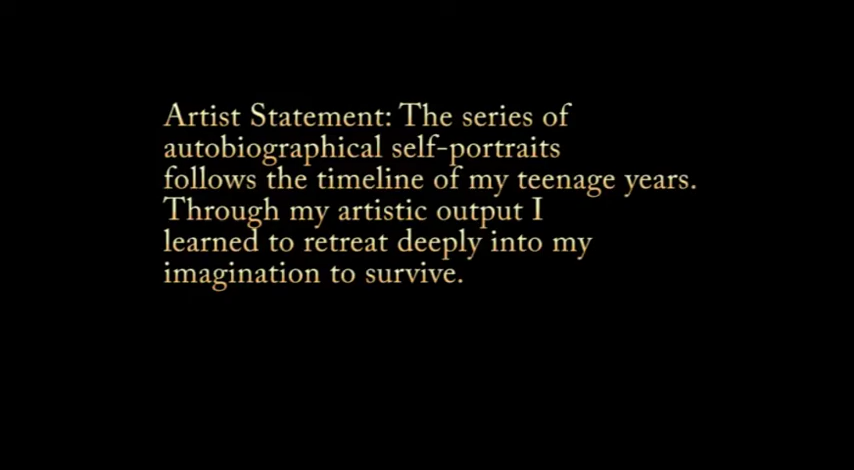 Artist Statement: The series of
autobiographical self-portraits
follows the timeline of my teenage years.
Through my artistic output I
learned to retreat deeply into my
imagination to survive.